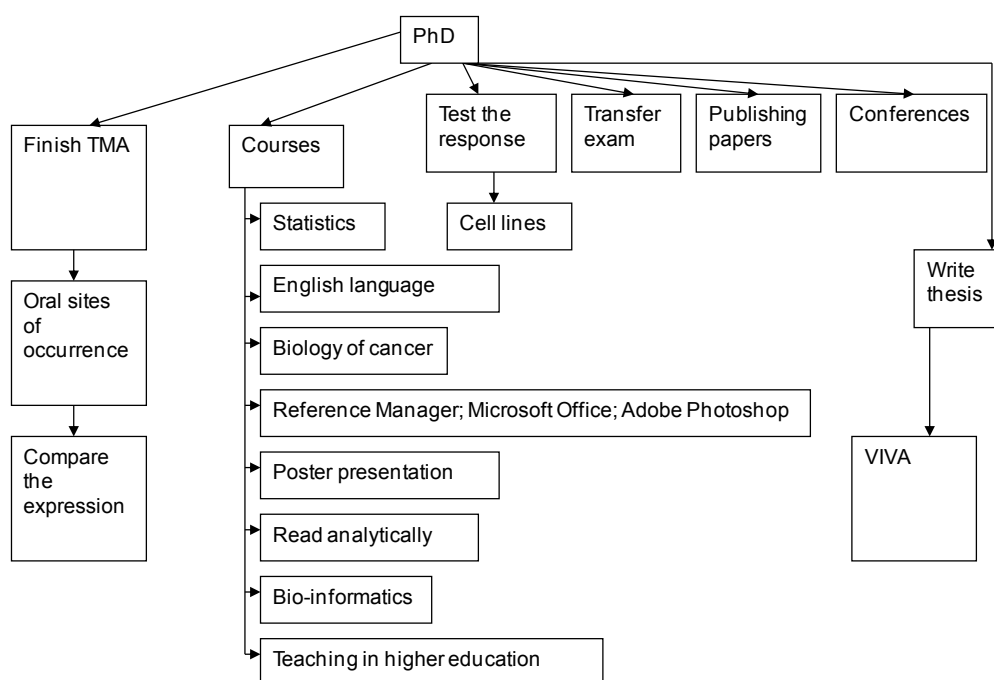 PhD
Finish TMA
Courses
Test the
response
Transfer
exam
Publishing
papers
Conferences
Statistics
Cell lines
English language
Write
thesis
Oral sites
of
occurrence
Biology of cancer
Reference Manager; Microsoft Office; Adobe Photoshop
Compare
the
expression
Poster presentation
VIVA
Read analytically
Bio-informatics
Teaching in higher education